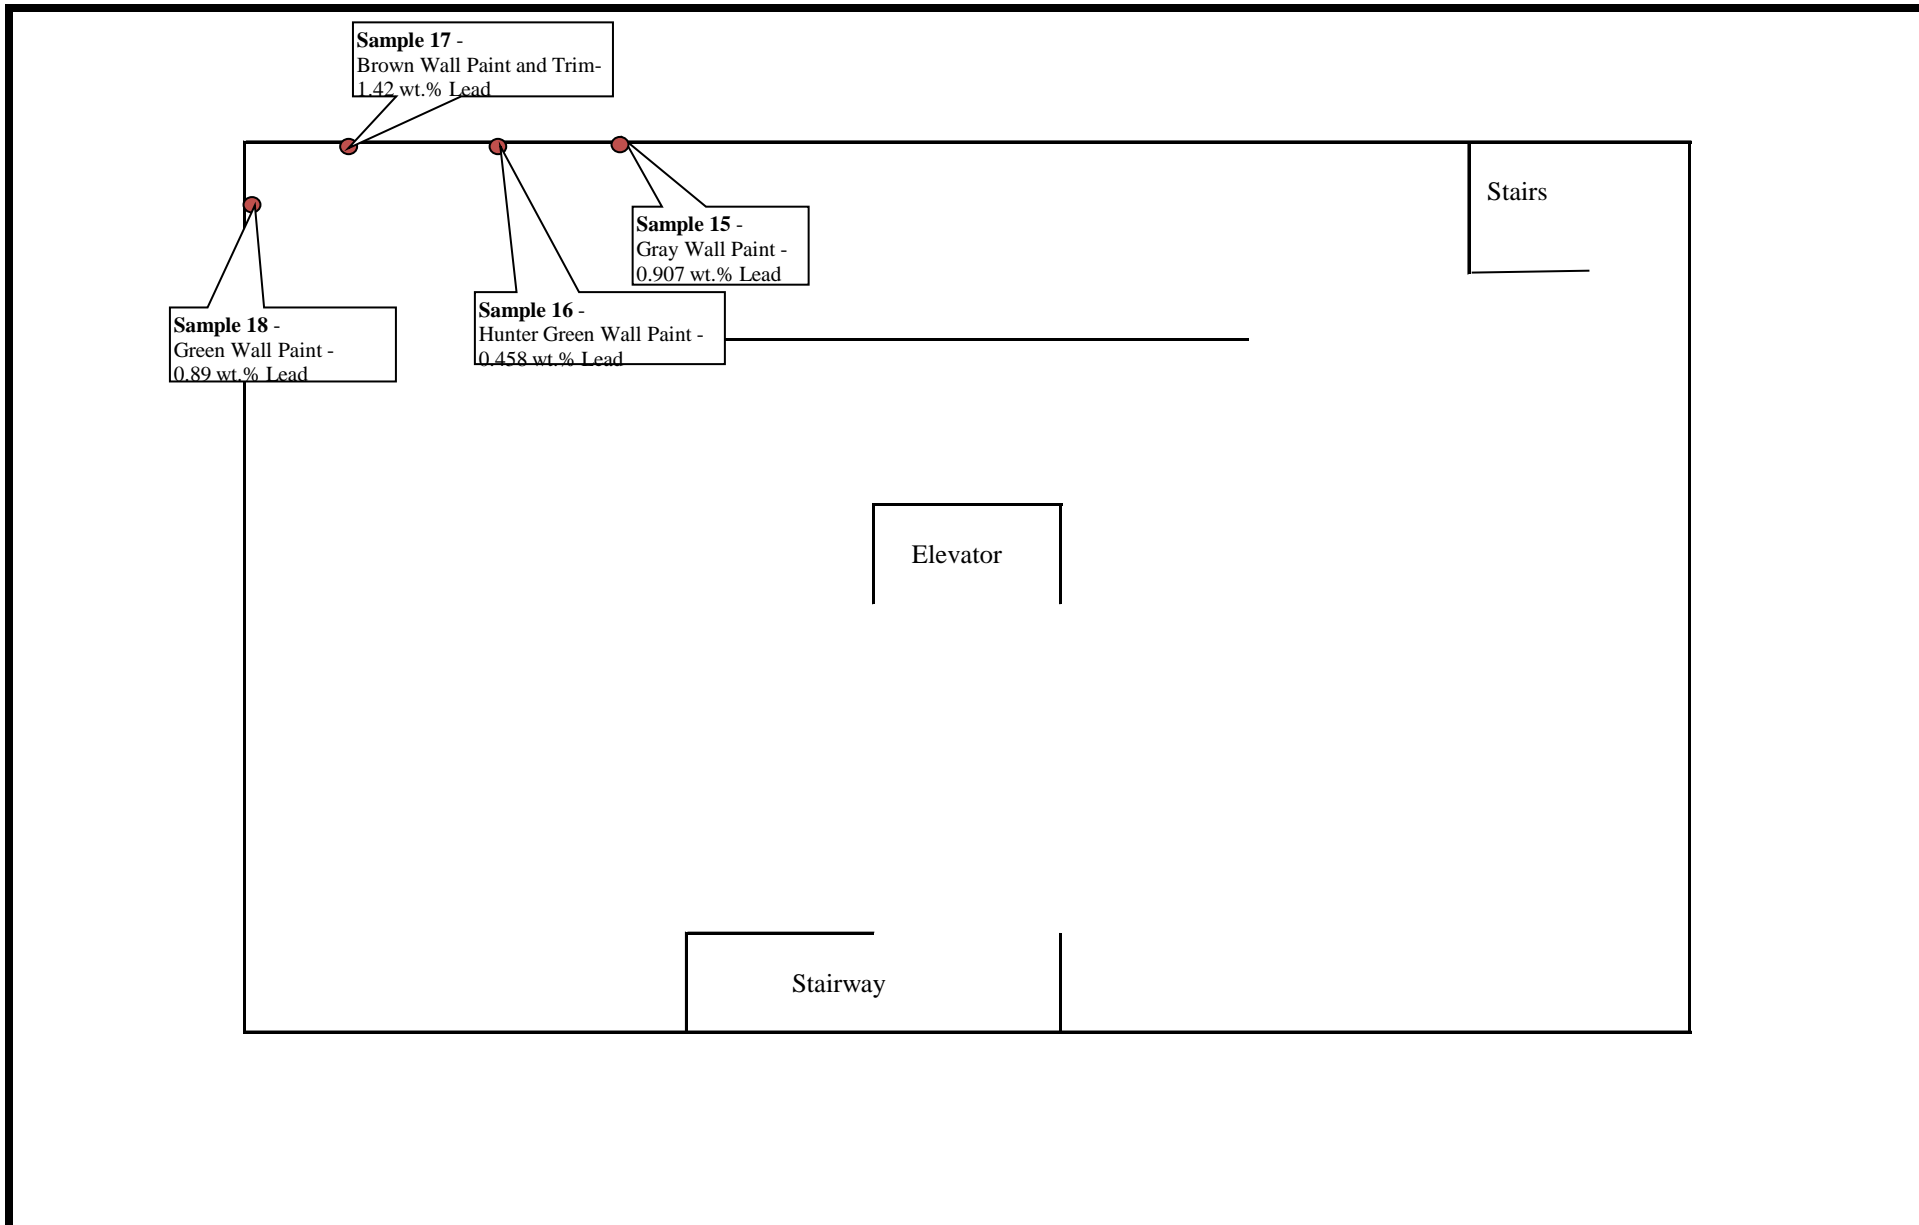 Sample 17 -
Brown Wall Paint and Trim-
1.42 wt.% Lead
Stairs
Sample 15 -
Gray Wall Paint -
0.907 wt.% Lead
Sample 16 -
Hunter Green Wall Paint -
0.458 wt.% Lead
Sample 18 -
Green Wall Paint -
0.89 wt.% Lead
Elevator
Stairway